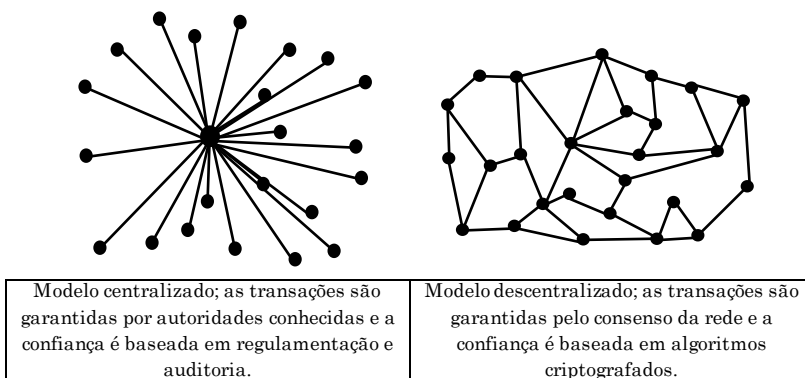 Modelo centralizado; as transações são
garantidas por autoridades conhecidas e a
confiança é baseada em regulamentação e
auditoria.
Modelo descentralizado; as transações são
garantidas pelo consenso da rede e a
confiança é baseada em algoritmos
criptografados.